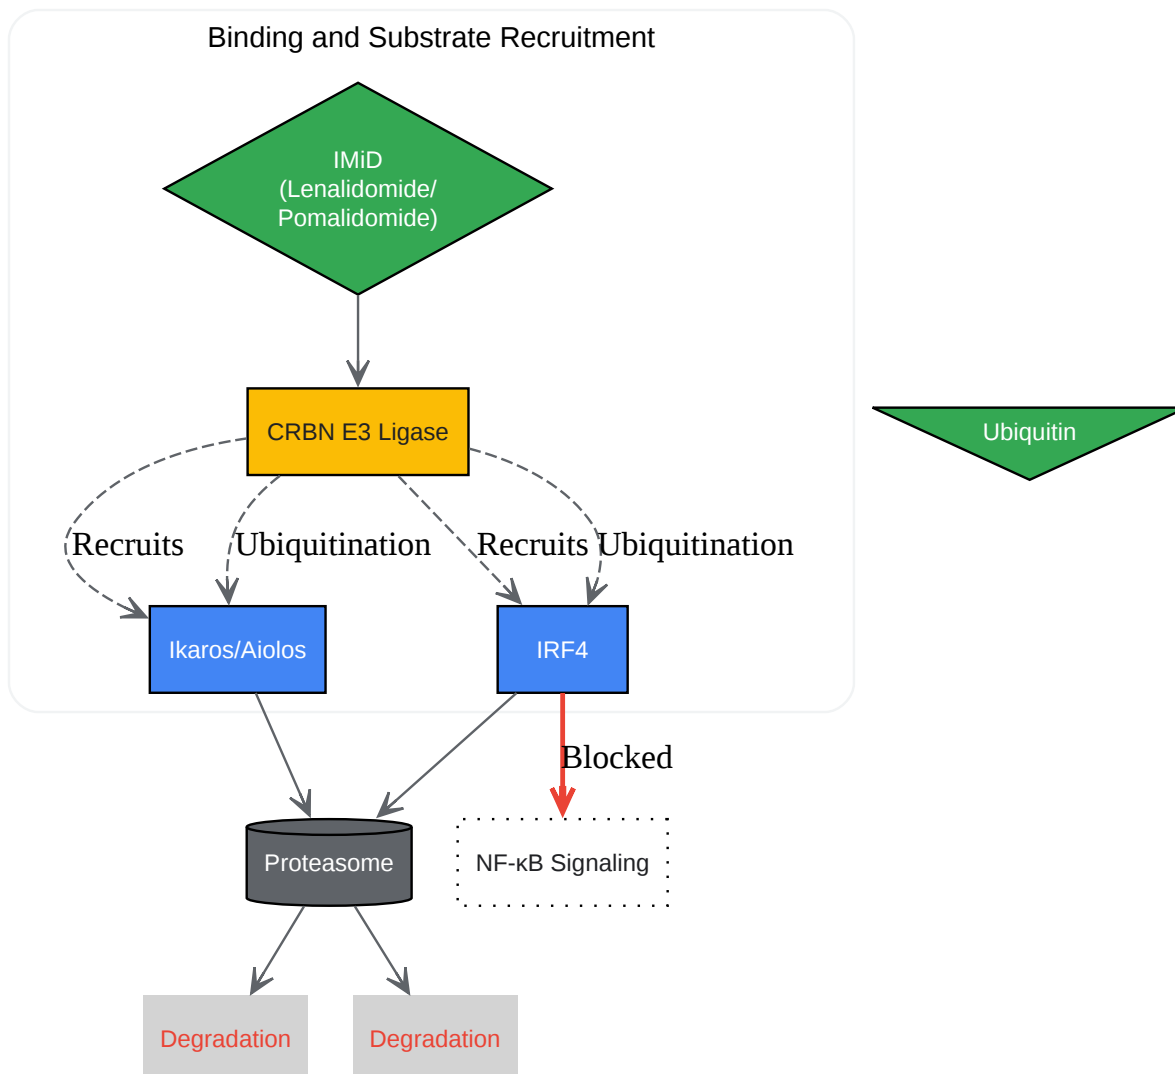 Binding and Substrate Recruitment
IMiD
(Lenalidomide/
Pomalidomide)
CRBN E3 Ligase
Ubiquitin
Recruits
Ubiquitination
Recruits
Ubiquitination
Ikaros/Aiolos
IRF4
Blocked
Proteasome
NF-κB Signaling
Degradation
Degradation